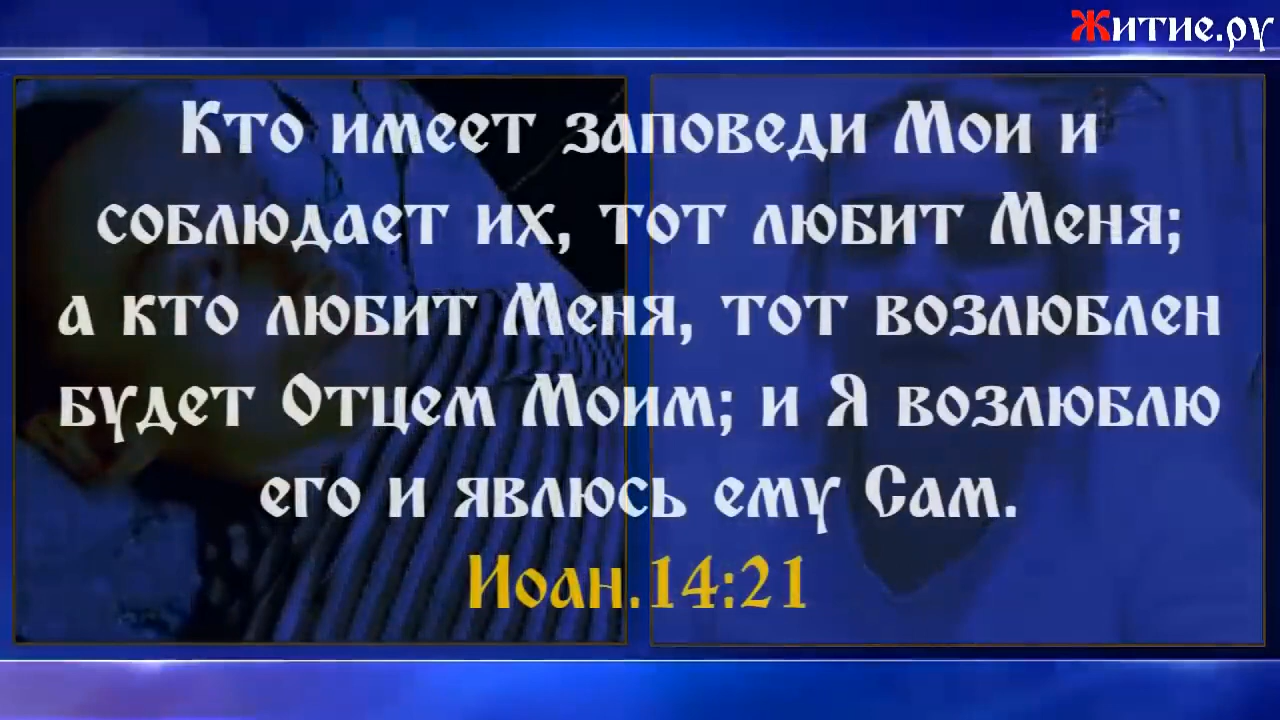 Житие.ру
Кто имеет заповеди Мои и
соблюдает их, тот любит Меня;
а кто любит Меня, тот возлюблен
будет Отцем Моим; и Я возлюблю
его и явлюсь ему Сам.
Иоан.14:21